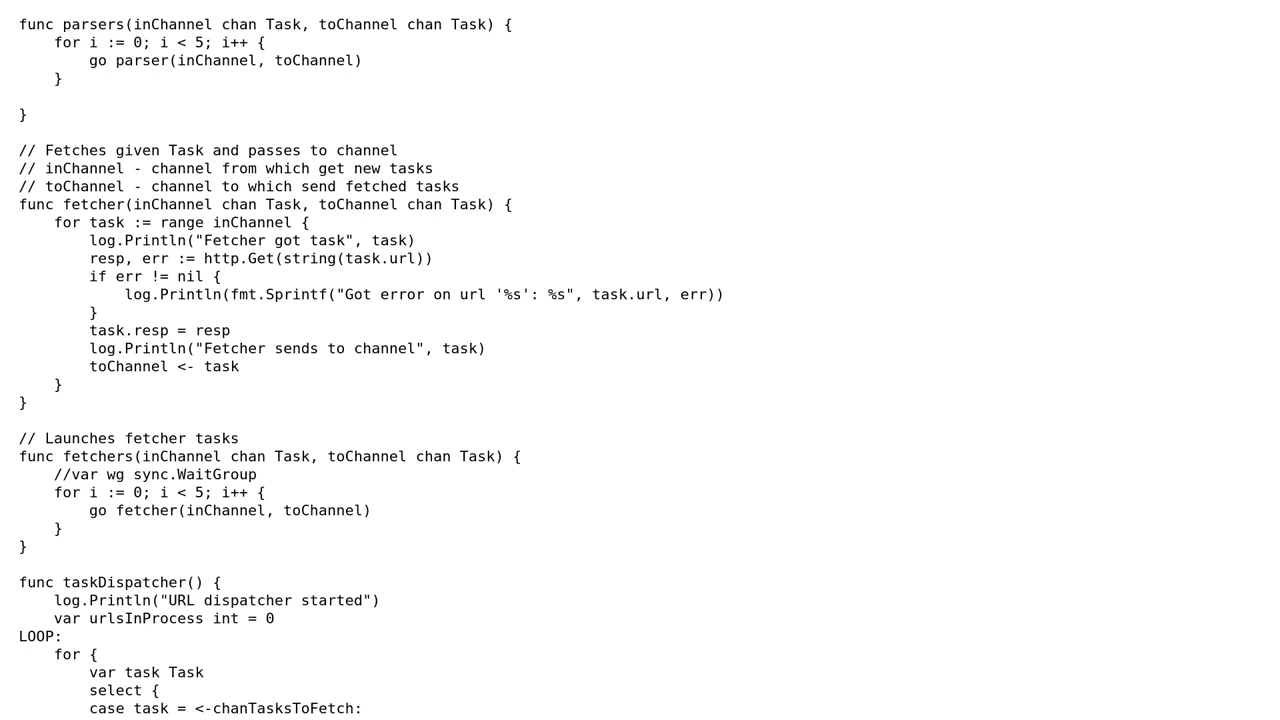 func parsers(inChannel chan Task, toChannel chan Task) {
    for i := 0; i < 5; i++ {
        go parser(inChannel, toChannel)
    }

}

// Fetches given Task and passes to channel
// inChannel - channel from which get new tasks
// toChannel - channel to which send fetched tasks
func fetcher(inChannel chan Task, toChannel chan Task) {
    for task := range inChannel {
        log.Println("Fetcher got task", task)
        resp, err := http.Get(string(task.url))
        if err != nil {
            log.Println(fmt.Sprintf("Got error on url '%s': %s", task.url, err))
        }
        task.resp = resp
        log.Println("Fetcher sends to channel", task)
        toChannel <- task
    }
}

// Launches fetcher tasks
func fetchers(inChannel chan Task, toChannel chan Task) {
    //var wg sync.WaitGroup
    for i := 0; i < 5; i++ {
        go fetcher(inChannel, toChannel)
    }
}

func taskDispatcher() {
    log.Println("URL dispatcher started")
    var urlsInProcess int = 0
LOOP:
    for {
        var task Task
        select {
        case task = <-chanTasksToFetch: